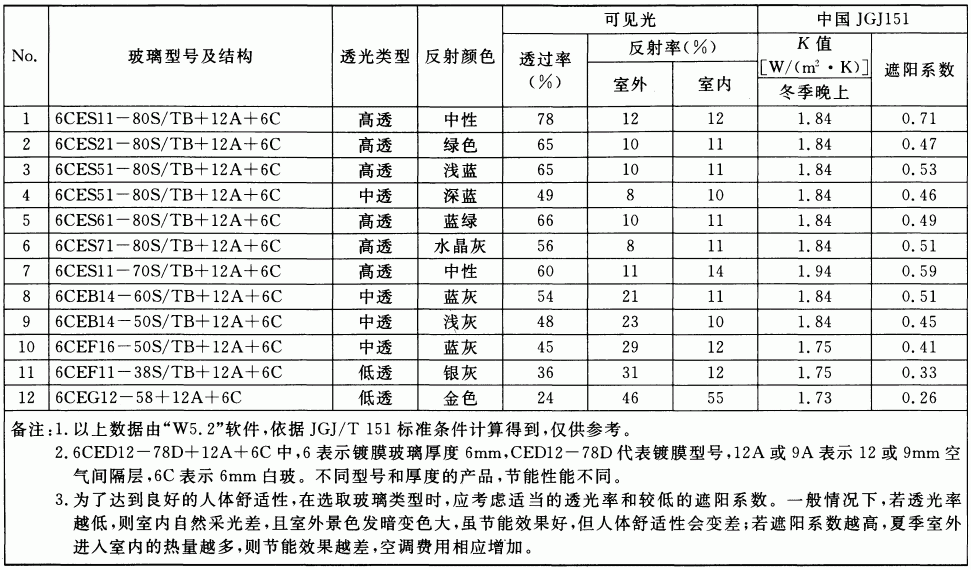 No. 玻璃型号及结构 透光类型 反射颜色 可见光 中国 JGJ151
透过率(%) 反射率(%) K 值[W/(m²·K)] 遮阳系数
室外 室内 冬季晚上
1 6CES11-80S/TB+12A+6C 高透 中性 78 12 12 1.84 0.71
2 6CES21-80S/TB+12A+6C 高透 绿色 65 10 11 1.84 0.47
3 6CES51-80S/TB+12A+6C 高透 浅蓝 65 10 11 1.84 0.53
4 6CES51-80S/TB+12A+6C 中透 深蓝 49 8 10 1.84 0.46
5 6CES61-80S/TB+12A+6C 高透 蓝绿 66 10 11 1.84 0.49
6 6CES71-80S/TB+12A+6C 高透 水晶灰 56 8 11 1.84 0.51
7 6CES11-70S/TB+12A+6C 高透 中性 60 11 14 1.94 0.59
8 6CEB14-60S/TB+12A+6C 中透 蓝灰 54 21 11 1.84 0.51
9 6CEB14-50S/TB+12A+6C 中透 浅灰 48 23 10 1.84 0.45
10 6CEF16-50S/TB+12A+6C 中透 蓝灰 45 29 12 1.75 0.41
11 6CEF11-38S/TB+12A+6C 低透 银灰 36 31 12 1.75 0.33
12 6CEG12-58+12A+6C 低透 金色 24 46 55 1.73 0.26
备注:1. 以上数据由“W5.2”软件,依据 JGJ/T 151 标准条件计算得到,仅供参考。
2. 6CED12-78D+12A+6C 中,6 表示镀膜玻璃厚度 6mm,CED12-78D 代表镀膜型号,12A 或 9A 表示 12 或 9mm 空
气间隔层,6C 表示 6mm 白玻。不同型号和厚度的产品,节能性能不同。
3. 为了达到良好的人体舒适性,在选取玻璃类型时,应考虑适当的透光率和较低的遮阳系数。一般情况下,若透光率
越低,则室内自然采光差,且室外景色发暗变色大,虽节能效果好,但人体舒适性会变差;若遮阳系数越高,夏季室外
进入室内的热量越多,则节能效果越差,空调费用相应增加。